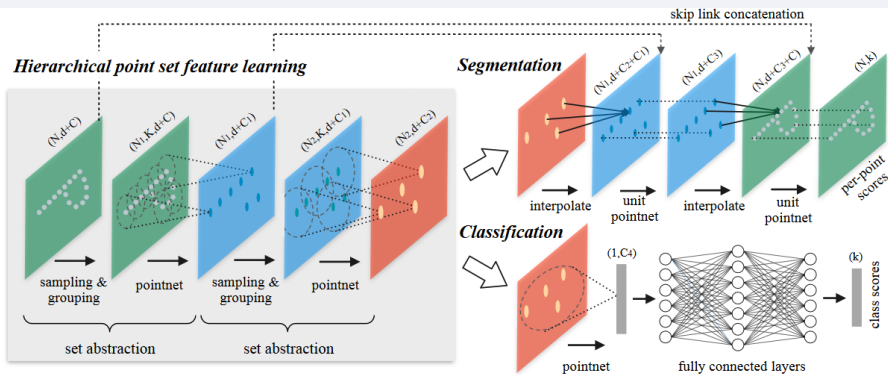 skip link concatenation
Hierarchical point set feature learning
Segmentation
(N,d+C)
(N1,K,d+C)
(N1,d+C1)
(N2,K,d+C1)
(N2,d+C2)
(N1,d+C2+C1)
(N1,d+C3)
(N,d+C3+C)
(N,k)
per-point
scores
interpolate
unit
pointnet
interpolate
unit
pointnet
sampling &
grouping
pointnet
sampling &
grouping
pointnet
set abstraction
set abstraction
Classification
(1,C4)
(k)
class scores
pointnet
fully connected layers